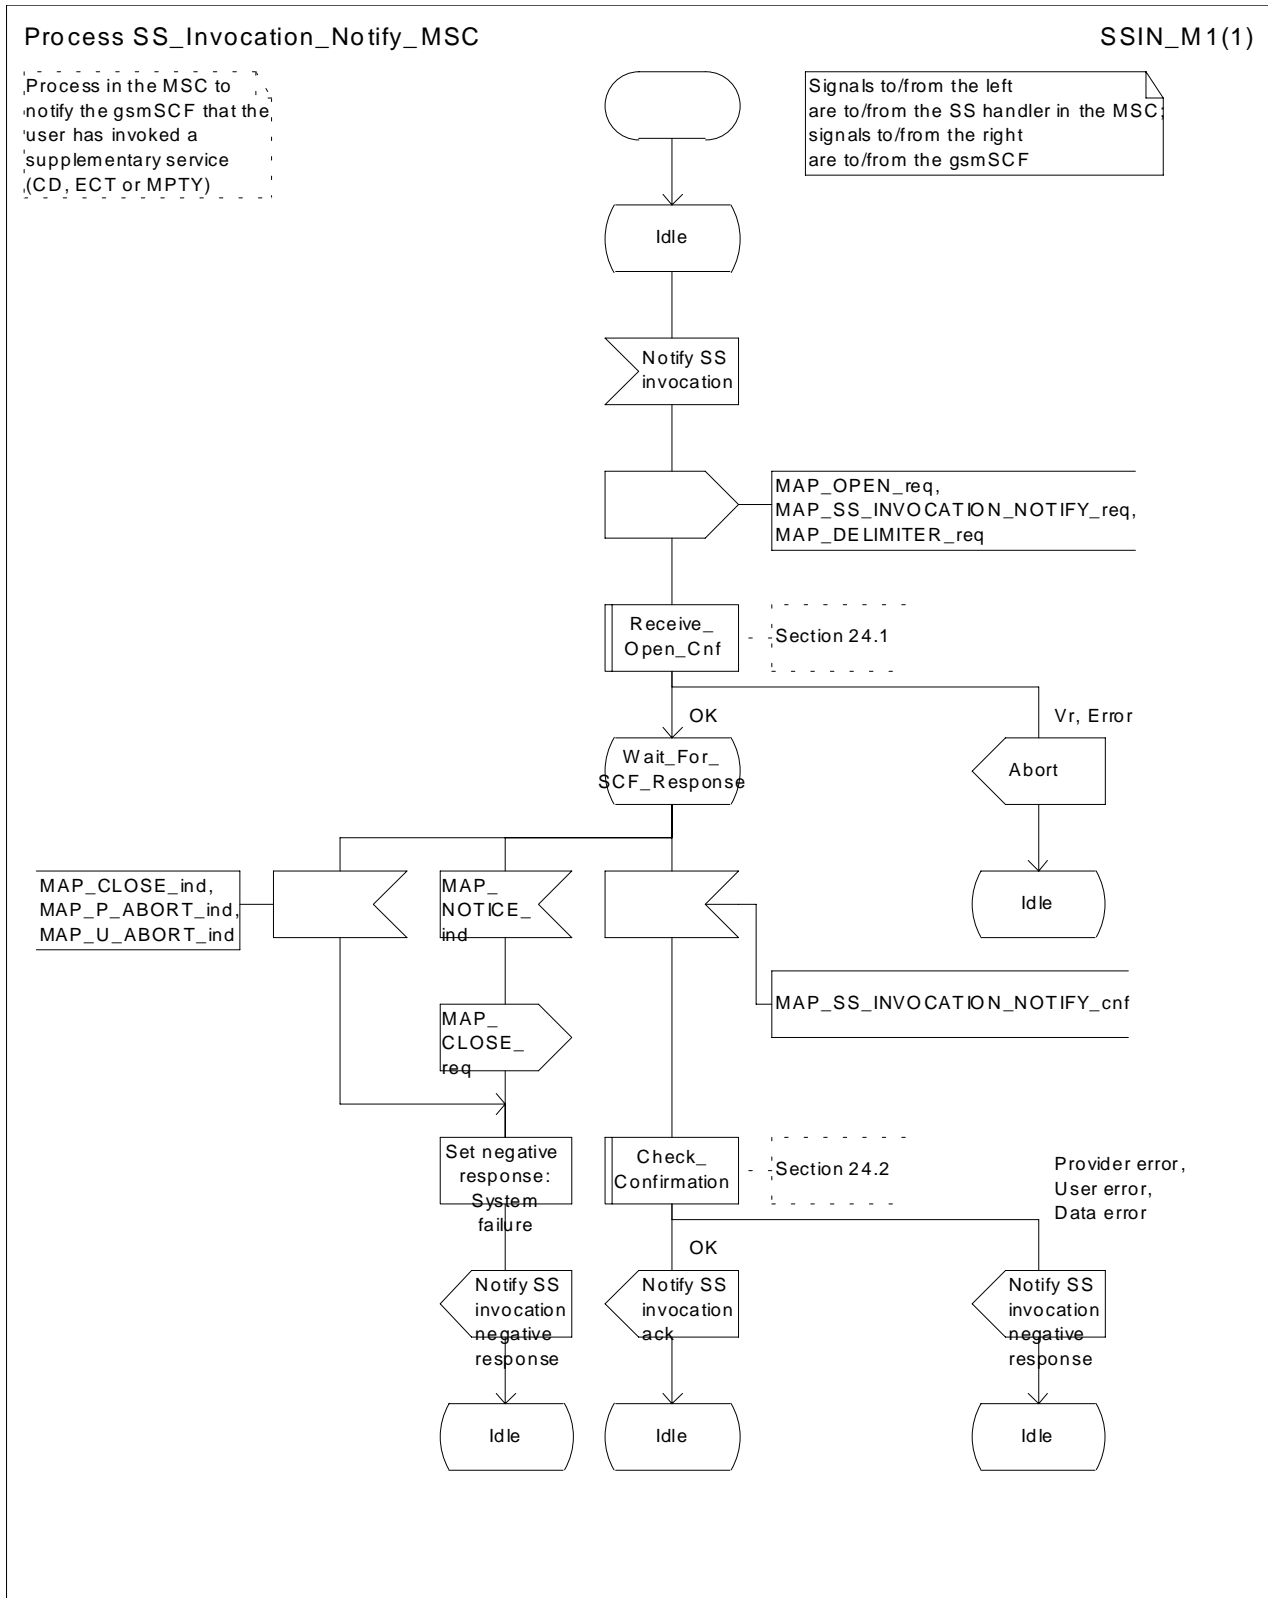 Process SS_Invocation_Notify_MSC
SSIN_M1(1)
Process in the MSC to
notify the gsmSCF that the
user has invoked a
supplementary service
(CD, ECT or MPTY)
Signals to/from the left
are to/from the SS handler in the MSC;
signals to/from the right
are to/from the gsmSCF
Idle
Notify SS
invocation
MAP_OPEN_req,
MAP_SS_INVOCATION_NOTIFY_req,
MAP_DELIMITER_req
Receive_
Open_Cnf
Section 24.1
OK
Vr, Error
Wait_For_
SCF_Response
Abort
MAP_CLOSE_ind,
MAP_P_ABORT_ind,
MAP_U_ABORT_ind
MAP_
NOTICE_
ind
Idle
MAP_SS_INVOCATION_NOTIFY_cnf
MAP_
CLOSE_
req
Set negative
response:
System
failure
Check_
Confirmation
Section 24.2
Provider error,
User error,
Data error
OK
Notify SS
invocation
negative
response
Notify SS
invocation
ack
Notify SS
invocation
negative
response
Idle
Idle
Idle